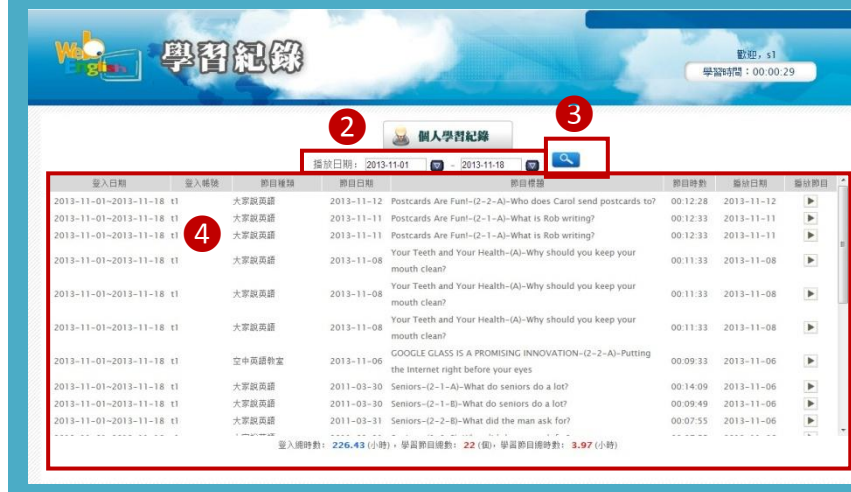 Web English 學習紀錄
歡迎, s1
學習時間：00:00:29
2
3
個人學習紀錄
播放日期： 2013-11-01 - 2013-11-18
登入日期 登入帳號 節目種類 節目日期 節目標題 節目時數 播放日期 播放節目
2013-11-01~2013-11-18 t1 大家說英語 2013-11-12 Postcards Are Fun!-(2-2-A)-Who does Carol send postcards to? 00:12:28 2013-11-12
2013-11-01~2013-11-18 t1 大家說英語 2013-11-11 Postcards Are Fun!-(2-1-A)-What is Rob writing? 00:12:33 2013-11-11
4
2013-11-01~2013-11-18 t1 大家說英語 2013-11-11 Postcards Are Fun!-(2-1-A)-What is Rob writing? 00:12:33 2013-11-11
2013-11-01~2013-11-18 t1 大家說英語 2013-11-08 Your Teeth and Your Health-(A)-Why should you keep your
mouth clean? 00:11:33 2013-11-08
2013-11-01~2013-11-18 t1 大家說英語 2013-11-08 Your Teeth and Your Health-(A)-Why should you keep your
mouth clean? 00:11:33 2013-11-08
2013-11-01~2013-11-18 t1 大家說英語 2013-11-08 Your Teeth and Your Health-(A)-Why should you keep your
mouth clean? 00:11:33 2013-11-08
2013-11-01~2013-11-18 t1 空中英語教室 2013-11-06 GOOGLE GLASS IS A PROMISING INNOVATION-(2-2-A)-Putting
the Internet right before your eyes 00:09:33 2013-11-06
2013-11-01~2013-11-18 t1 大家說英語 2011-03-30 Seniors-(2-1-A)-What do seniors do a lot? 00:14:09 2013-11-06
2013-11-01~2013-11-18 t1 大家說英語 2011-03-30 Seniors-(2-1-B)-What do seniors do a lot? 00:09:49 2013-11-06
2013-11-01~2013-11-18 t1 大家說英語 2011-03-31 Seniors-(2-2-B)-What did the man ask for? 00:07:55 2013-11-06
登入總時數： 226.43 (小時)，學習節目總數： 22 (個)，學習節目總時數： 3.97 (小時)